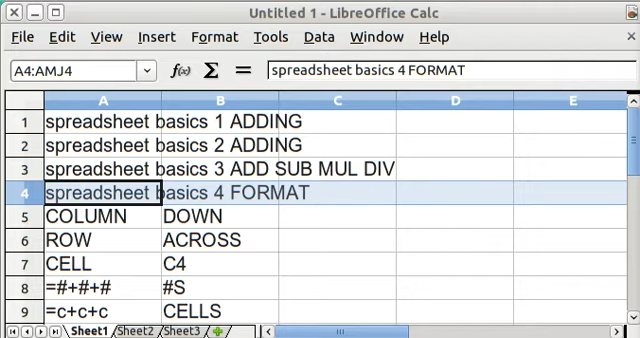 Untitled 1 - LibreOffice Calc
File Edit View Insert Format Tools Data Window Help
A4:AMJ4 f(x) Σ = spreadsheet basics 4 FORMAT
A B C D E
1 spreadsheet basics 1 ADDING
2 spreadsheet basics 2 ADDING
3 spreadsheet basics 3 ADD SUB MUL DIV
4 spreadsheet basics 4 FORMAT
5 COLUMN DOWN
6 ROW ACROSS
7 CELL C4
8 =#+#+# #S
9 =c+c+c CELLS
Sheet1 Sheet2 Sheet3